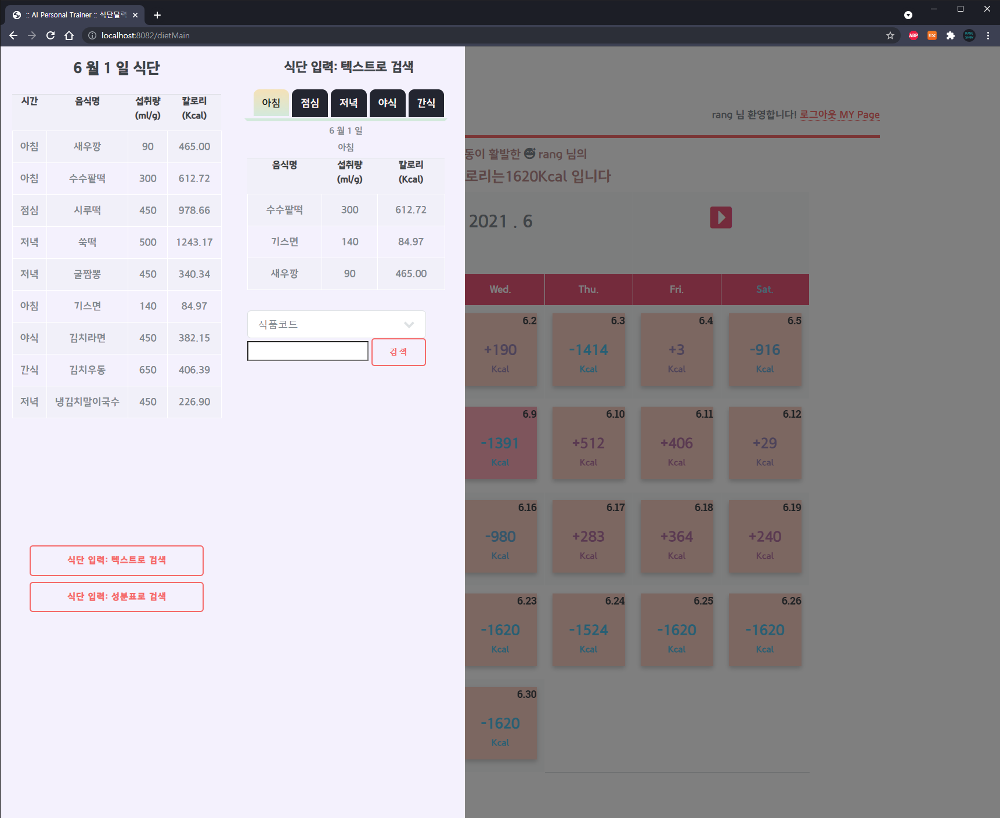 :: AI Personal Trainer :: 식단달력
localhost:8082/dietMain
ABP
6 월 1 일 식단
시간 음식명 섭취량 (ml/g) 칼로리 (Kcal)
아침 새우깡 90 465.00
아침 수수팥떡 300 612.72
점심 시루떡 450 978.66
저녁 쑥떡 500 1243.17
저녁 굴짬뽕 450 340.34
아침 기스면 140 84.97
야식 김치라면 450 382.15
간식 김치우동 650 406.39
저녁 냉김치말이국수 450 226.90
식단 입력: 텍스트로 검색
식단 입력: 성분표로 검색
식단 입력: 텍스트로 검색
아침 점심 저녁 야식 간식
6 월 1 일
아침
음식명 섭취량 (ml/g) 칼로리 (Kcal)
수수팥떡 300 612.72
기스면 140 84.97
새우깡 90 465.00
식품코드
검색
rang 님 환영합니다! 로그아웃 MY Page
동이 활발한 rang 님의
로리는1620Kcal 입니다
2021 . 6
Wed. Thu. Fri. Sat.
6.2 6.3 6.4 6.5
+190 -1414 +3 -916
Kcal Kcal Kcal Kcal
6.9 6.10 6.11 6.12
-1391 +512 +406 +29
Kcal Kcal Kcal Kcal
6.16 6.17 6.18 6.19
-980 +283 +364 +240
Kcal Kcal Kcal Kcal
6.23 6.24 6.25 6.26
-1620 -1524 -1620 -1620
Kcal Kcal Kcal Kcal
6.30
-1620
Kcal